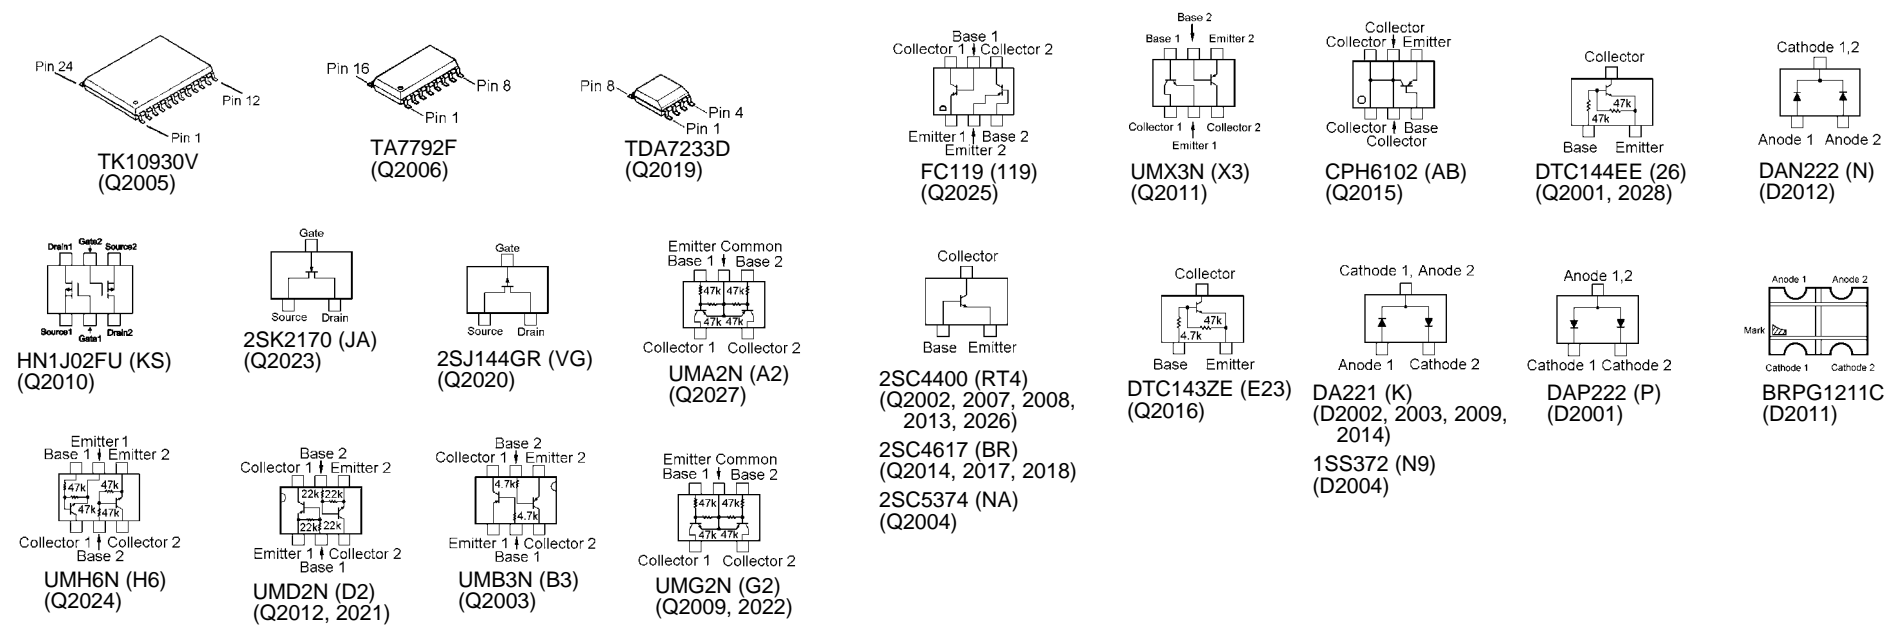 Pin 24
Pin 12
Pin 1
TK10930V
(Q2005)
Pin 16
Pin 8
Pin 1
TA7792F
(Q2006)
Pin 8
Pin 4
Pin 1
TDA7233D
(Q2019)
Base 1
Collector 1 Collector 2
D
Emitter 1 Base 2
Emitter 2
FC119 (119)
(Q2025)
Base 2
Base 1 Emitter 2
Collector 1 Collector 2
Emitter 1
UMX3N (X3)
(Q2011)
Collector
Collector Emitter
Collector Base
Collector
CPH6102 (AB)
(Q2015)
Collector
47k
47k
Base Emitter
DTC144EE (26)
(Q2001, 2028)
Cathode 1,2
Anode 1 Anode 2
DAN222 (N)
(D2012)
Drain1 Gate2 Source2
Source1 Gate1 Drain2
HN1J02FU (KS)
(Q2010)
Gate
Source Drain
2SK2170 (JA)
(Q2023)
Gate
Source Drain
2SJ144GR (VG)
(Q2020)
Emitter Common
Base 1 Base 2
47k 47k
47k 47k
Collector 1 Collector 2
UMA2N (A2)
(Q2027)
Collector
Base Emitter
2SC4400 (RT4)
(Q2002, 2007, 2008,
2013, 2026)
2SC4617 (BR)
(Q2014, 2017, 2018)
2SC5374 (NA)
(Q2004)
Collector
47k
4.7k
Base Emitter
DTC143ZE (E23)
(Q2016)
Cathode 1, Anode 2
Anode 1 Cathode 2
DA221 (K)
(D2002, 2003, 2009,
2014)
1SS372 (N9)
(D2004)
Anode 1,2
Cathode 1 Cathode 2
DAP222 (P)
(D2001)
Anode 1 Anode 2
Mark
Cathode 1 Cathode 2
BRPG1211C
(D2011)
Emitter 1
Base 1 Emitter 2
47k 47k
47k 47k
Collector 1 Collector 2
Base 2
UMH6N (H6)
(Q2024)
Base 2
Collector 1 Emitter 2
22k 22k
22k 22k
Emitter 1 Collector 2
Base 1
UMD2N (D2)
(Q2012, 2021)
Base 2
Collector 1 Emitter 2
4.7k
4.7k
Emitter 1 Collector 2
Base 1
UMB3N (B3)
(Q2003)
Emitter Common
Base 1 Base 2
47k 47k
47k 47k
Collector 1 Collector 2
UMG2N (G2)
(Q2009, 2022)